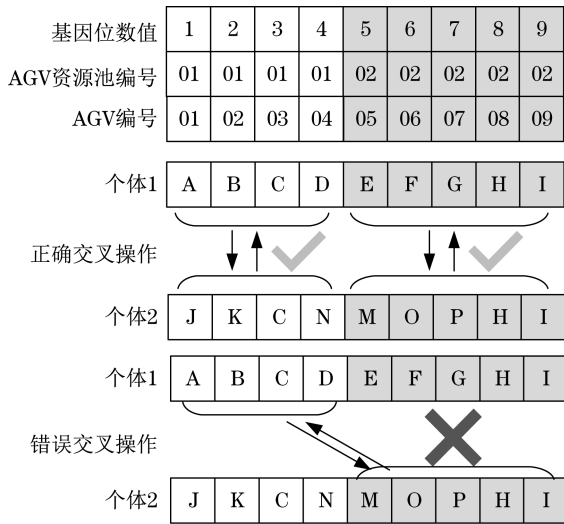 基因位数值 1 2 3 4 5 6 7 8 9
AGV资源池编号 01 01 01 01 02 02 02 02 02
AGV编号 01 02 03 04 05 06 07 08 09
个体1 A B C D E F G H I
正确交叉操作
个体2 J K C N M O P H I
个体1 A B C D E F G H I
错误交叉操作
个体2 J K C N M O P H I